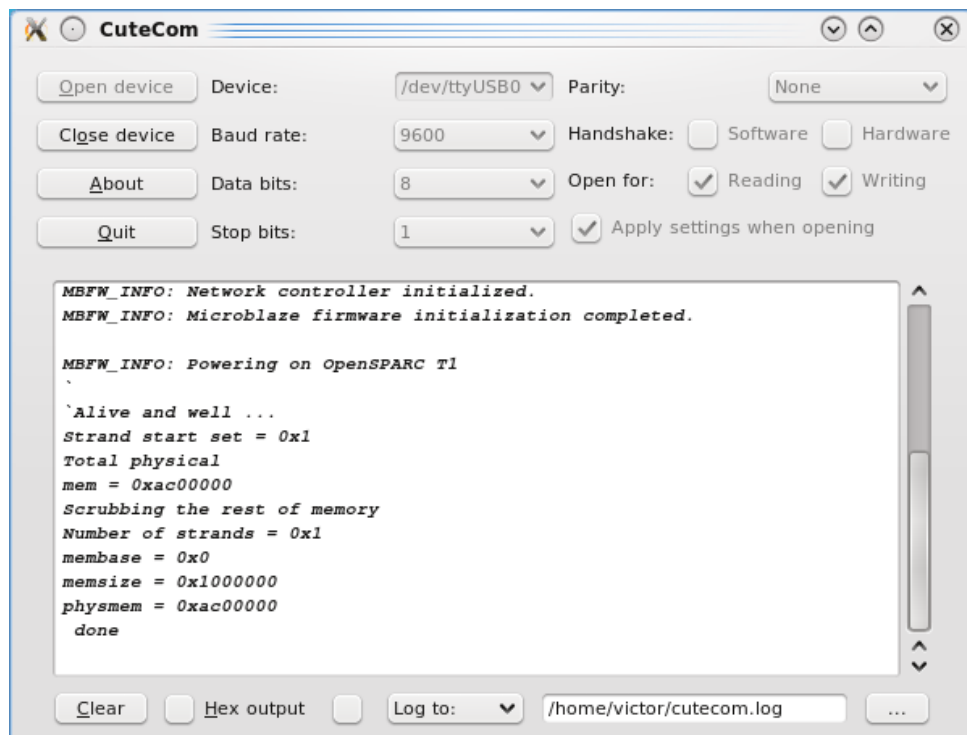 CuteCom
Open device Device: /dev/ttyUSB0 Parity: None
Close device Baud rate: 9600 Handshake: Software Hardware
About Data bits: 8 Open for: Reading Writing
Quit Stop bits: 1 Apply settings when opening
MBFW_INFO: Network controller initialized.
MBFW_INFO: Microblaze firmware initialization completed.
MBFW_INFO: Powering on OpenSPARC T1
`
`Alive and well ...
Strand start set = 0x1
Total physical
mem = 0xac00000
Scrubbing the rest of memory
Number of strands = 0x1
membase = 0x0
memsize = 0x1000000
physmem = 0xac00000
done
Clear Hex output Log to: /home/victor/cutecom.log ...